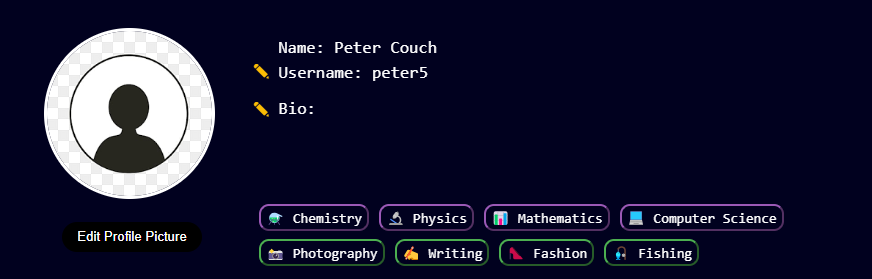 Name: Peter Couch
Username: peter5
Bio:
Edit Profile Picture
Chemistry Physics Mathematics Computer Science
Photography Writing Fashion Fishing